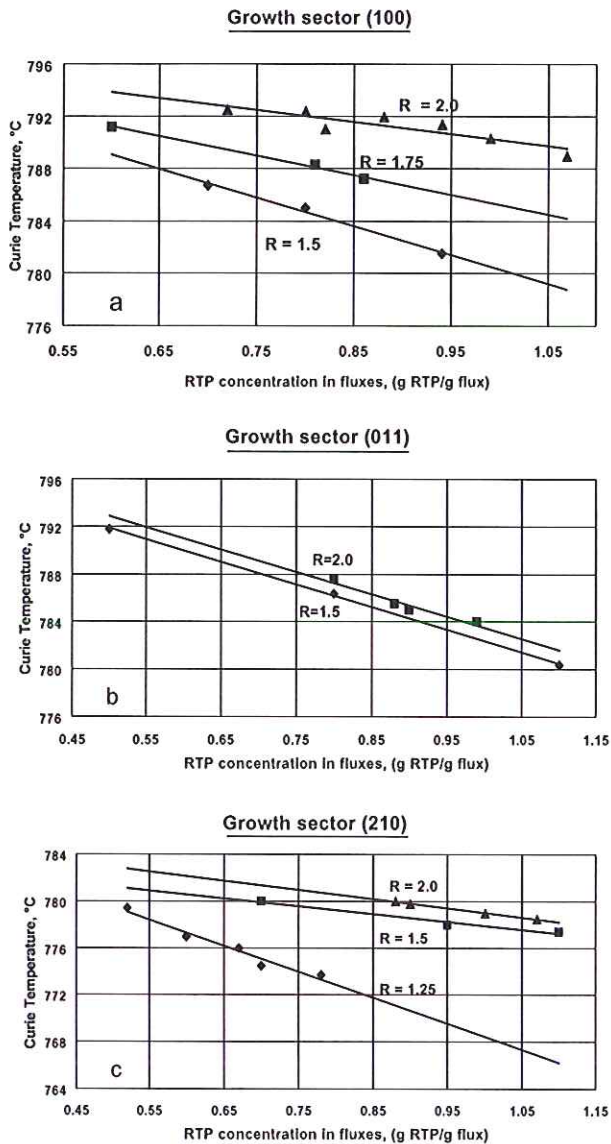 Growth sector (100)
796
792
788
784
780
776
Curie Temperature, °C
R = 2.0
R = 1.75
R = 1.5
a
0.55 0.65 0.75 0.85 0.95 1.05
RTP concentration in fluxes, (g RTP/g flux)
Growth sector (011)
796
792
788
784
780
776
Curie Temperature, °C
R=2.0
R=1.5
b
0.45 0.55 0.65 0.75 0.85 0.95 1.05 1.15
RTP concentration in fluxes, (g RTP/g flux)
Growth sector (210)
784
780
776
772
768
764
Curie Temperature, °C
R = 2.0
R = 1.5
R = 1.25
c
0.45 0.55 0.65 0.75 0.85 0.95 1.05 1.15
RTP concentration in fluxes, (g RTP/g flux)